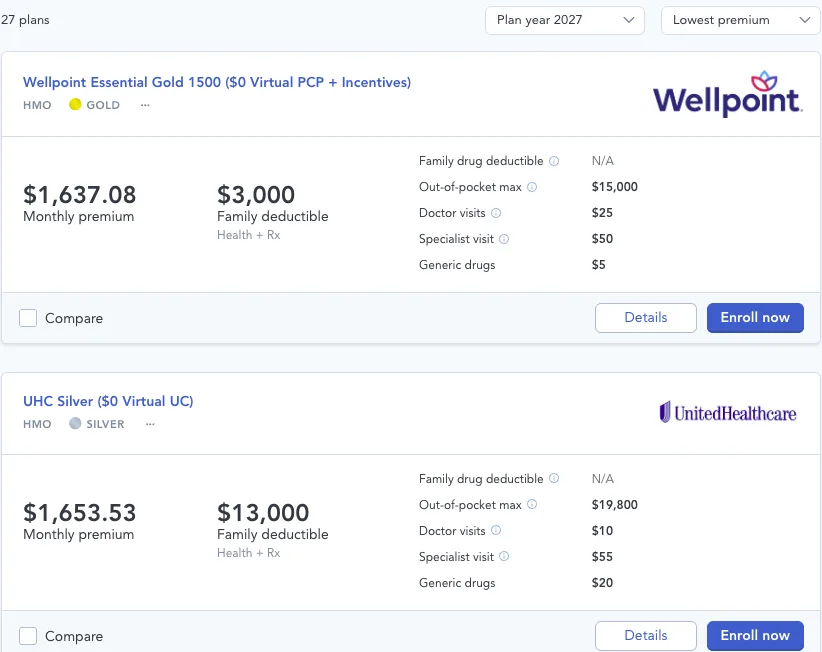 27 plans
Plan year 2027
Lowest premium
Wellpoint Essential Gold 1500 ($0 Virtual PCP + Incentives)
HMO GOLD ...
Wellpoint.
$1,637.08
Monthly premium
$3,000
Family deductible
Health + Rx
Family drug deductible N/A
Out-of-pocket max $15,000
Doctor visits $25
Specialist visit $50
Generic drugs $5
Compare
Details
Enroll now
UHC Silver ($0 Virtual UC)
HMO SILVER ...
UnitedHealthcare
$1,653.53
Monthly premium
$13,000
Family deductible
Health + Rx
Family drug deductible N/A
Out-of-pocket max $19,800
Doctor visits $10
Specialist visit $55
Generic drugs $20
Compare
Details
Enroll now